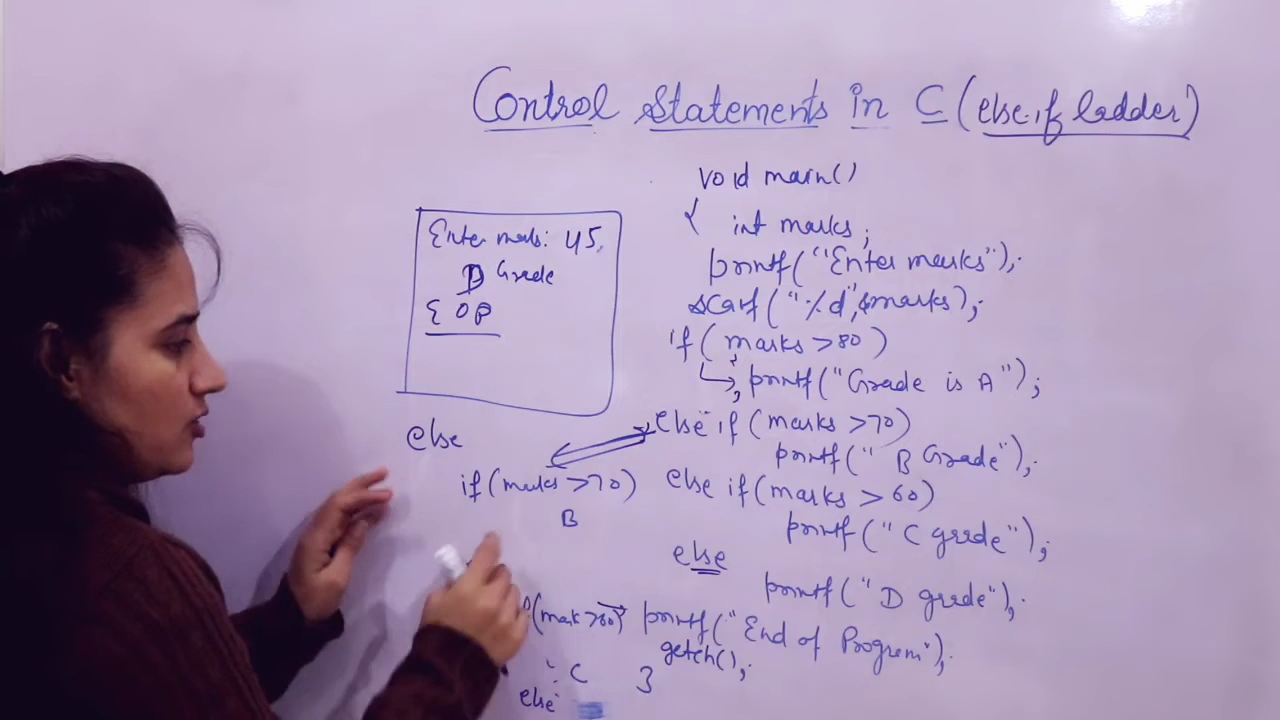 Control Statements in C (else if ladder)
void main()
{ int marks;
printf("Enter marks");
scanf("%d",&marks);
if (marks >80)
printf("Grade is A");
else if (marks >70)
printf(" B Grade");
else if (marks > 60)
printf(" C grade");
else
printf(" D grade");
printf("End of Program");
getch();
}
Enter marks: 45
D Grade
EOP
else
if (marks >70)
B
(mark>60)
: C
else